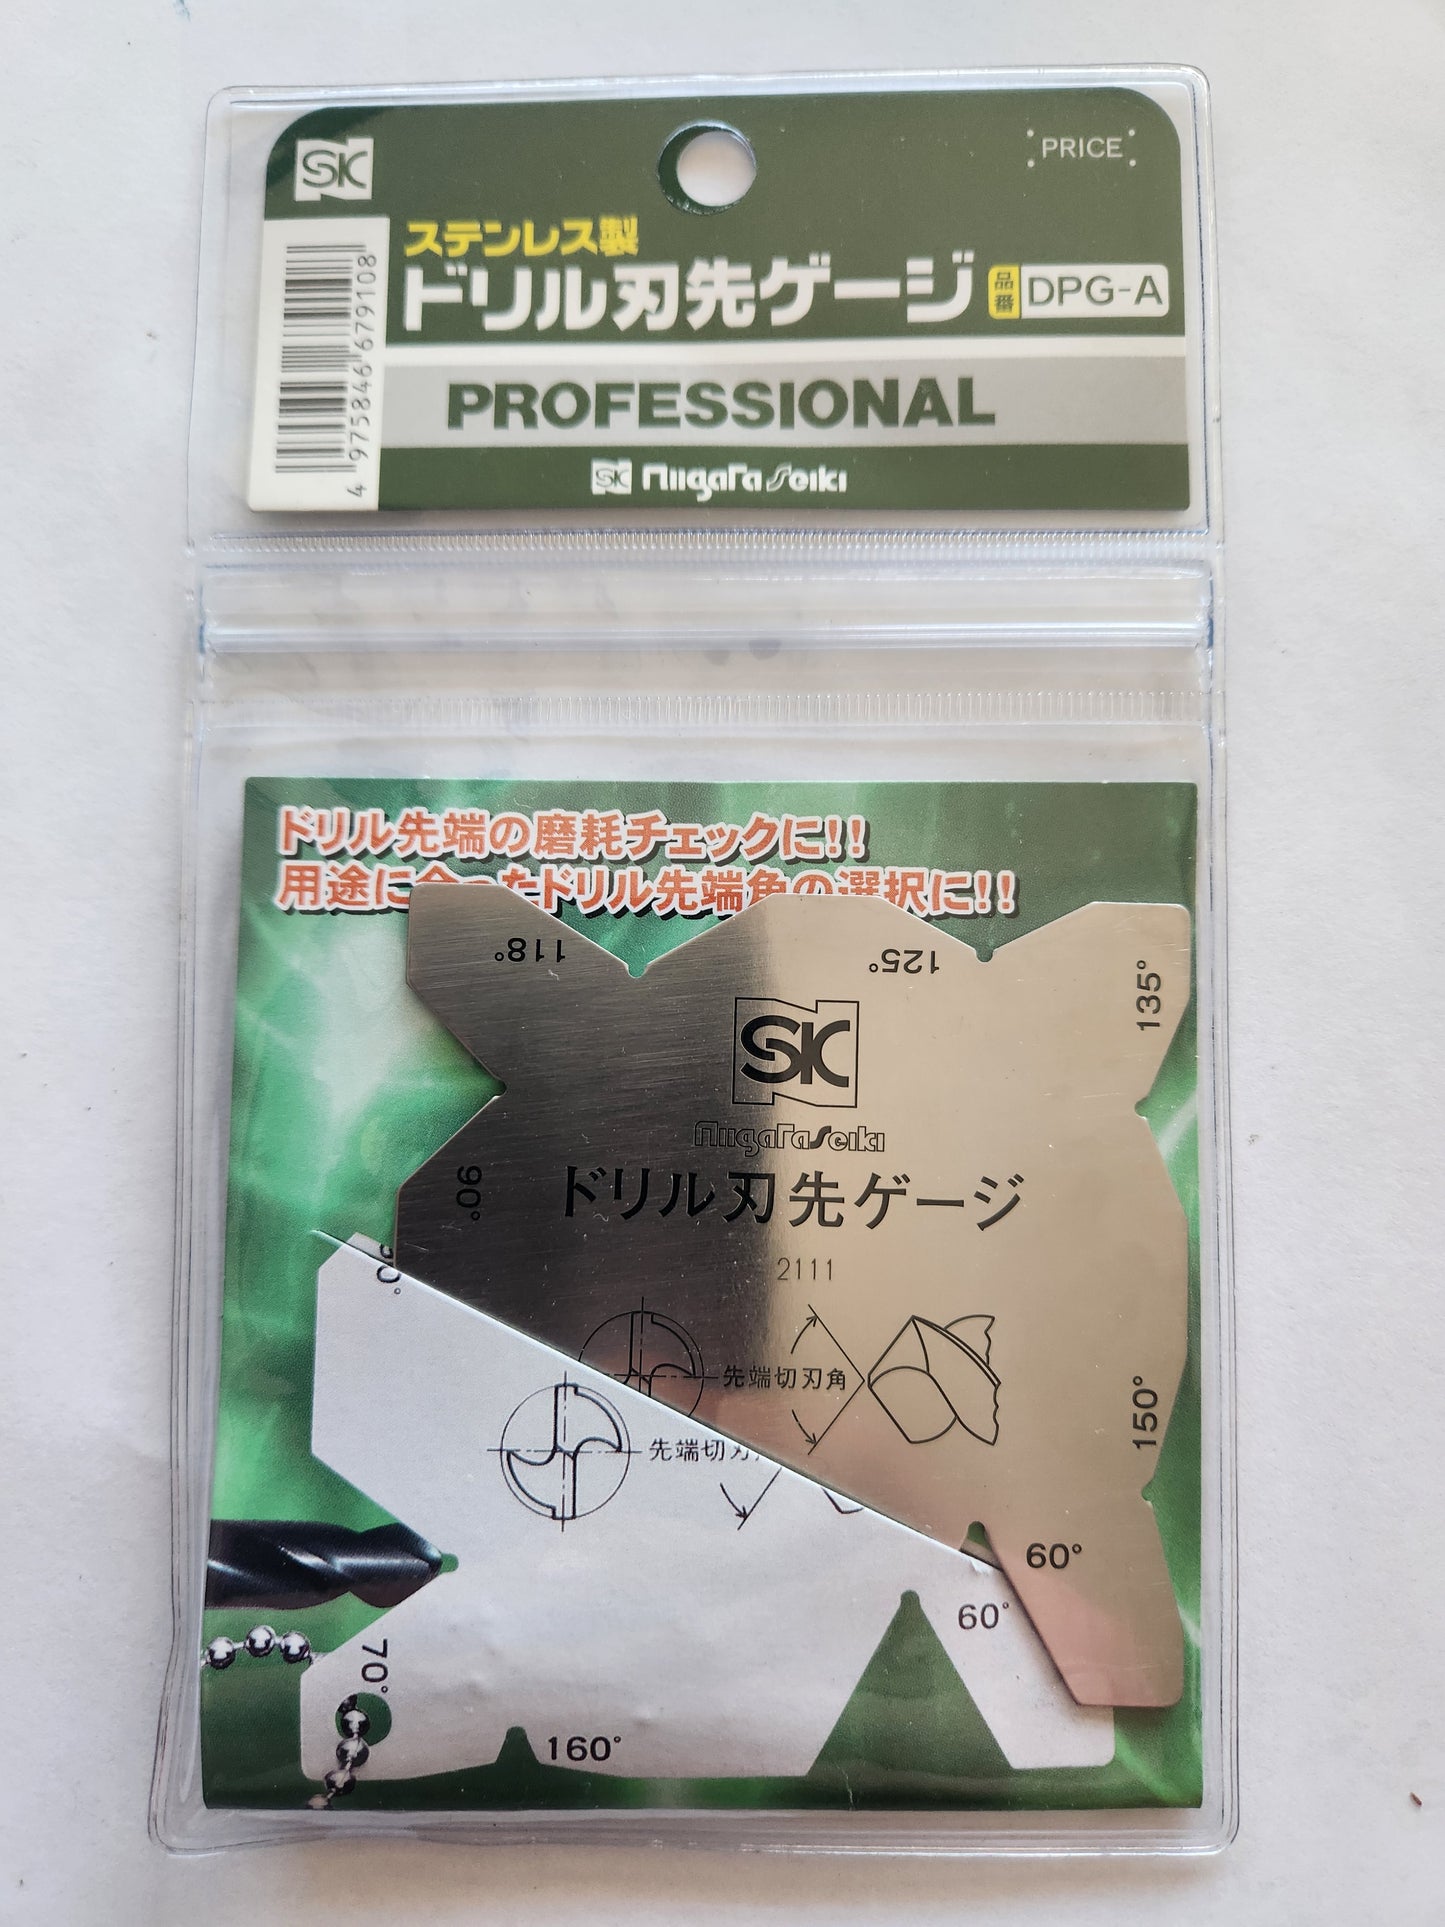 SK
PRICE
ステンレス製
ドリル刃先ゲージ
品番
DPG-A
4 975846 679108
PROFESSIONAL
SK Niigata Seiki
ドリル先端の磨耗チェックに!!
用途に合ったドリル先端角の選択に!!
118°
125°
135°
SK
Niigata Seiki
ドリル刃先ゲージ
90°
2111
先端切刃角
150°
先端切刃
60°
60°
70°
160°